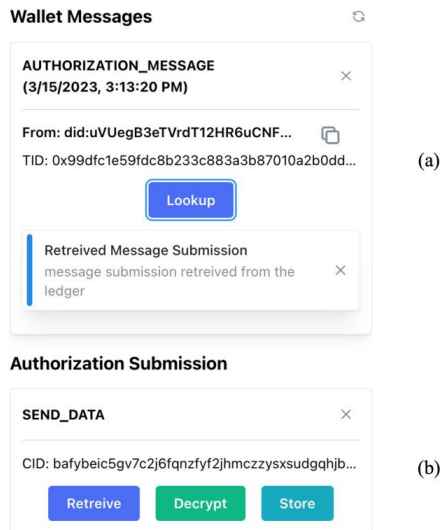 Wallet Messages
AUTHORIZATION_MESSAGE
(3/15/2023, 3:13:20 PM)
From: did:uVUegB3eTVrdT12HR6uCNF...
TID: 0x99dfc1e59fdc8b233c883a3b87010a2b0dd...
(a)
Lookup
Retreived Message Submission
message submission retreived from the
ledger
Authorization Submission
SEND_DATA
CID: bafybeic5gv7c2j6fqnzfyf2jhmczzysxsudgqhjb...
(b)
Retreive Decrypt Store